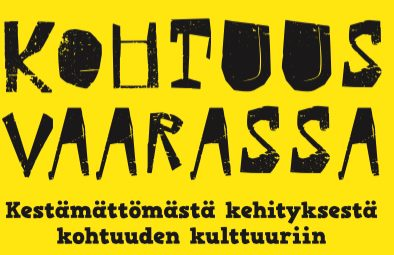 KOHTUUS
VAARASSA
Kestämättömästä kehityksestä
kohtuuden kulttuuriin